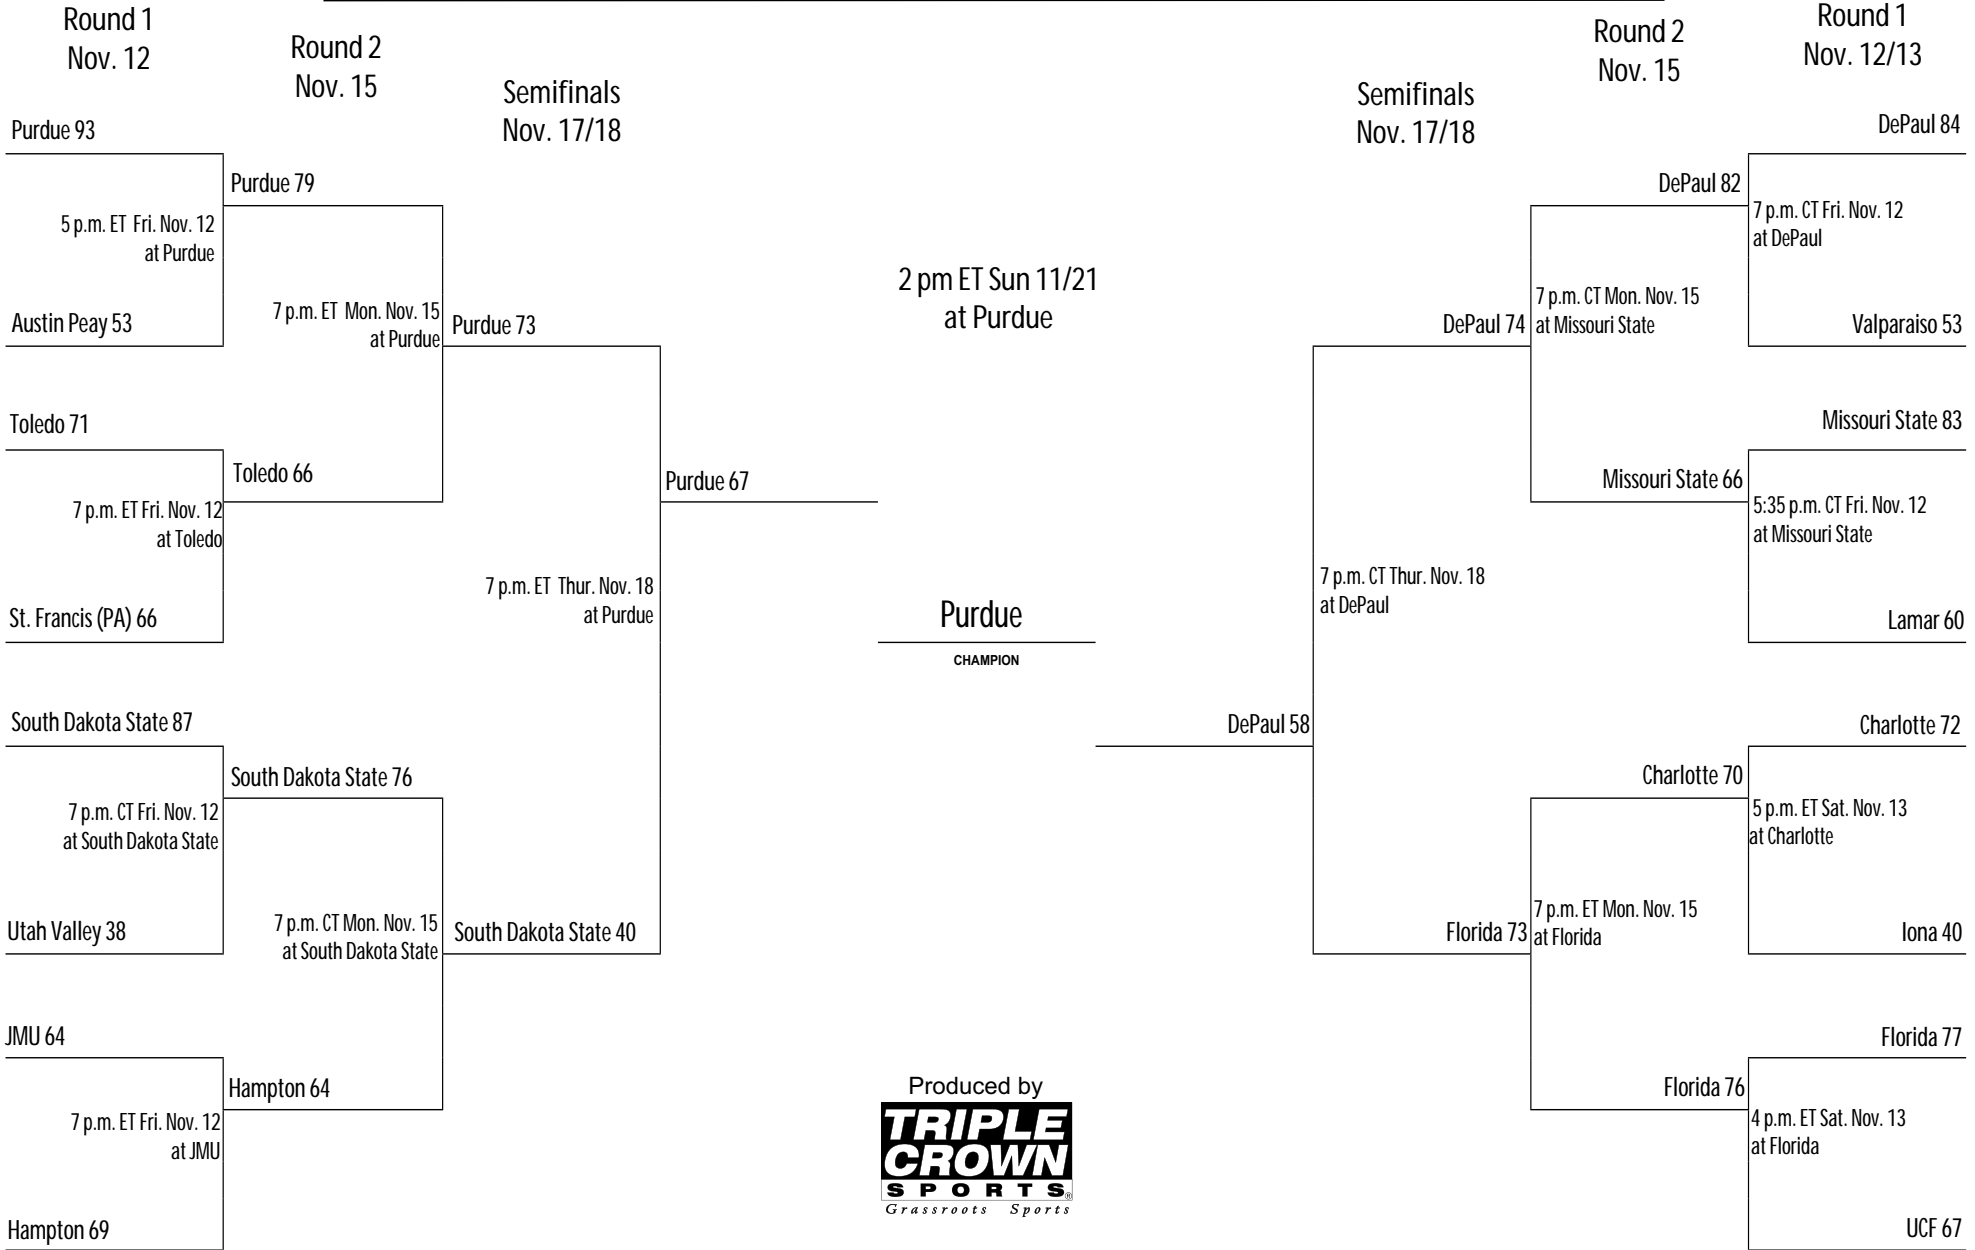 Round 1
Nov. 12
Round 2
Nov. 15
Semifinals
Nov. 17/18
Semifinals
Nov. 17/18
Round 2
Nov. 15
Round 1
Nov. 12/13
Purdue 93
5 p.m. ET Fri. Nov. 12
at Purdue
Austin Peay 53
Toledo 71
7 p.m. ET Fri. Nov. 12
at Toledo
St. Francis (PA) 66
South Dakota State 87
7 p.m. CT Fri. Nov. 12
at South Dakota State
Utah Valley 38
JMU 64
7 p.m. ET Fri. Nov. 12
at JMU
Hampton 69
Purdue 79
7 p.m. ET Mon. Nov. 15
at Purdue
Toledo 66
South Dakota State 76
7 p.m. CT Mon. Nov. 15
at South Dakota State
Hampton 64
Purdue 73
7 p.m. ET Thur. Nov. 18
at Purdue
South Dakota State 40
Purdue 67
2 pm ET Sun 11/21
at Purdue
Purdue
CHAMPION
DePaul 58
DePaul 74
7 p.m. CT Thur. Nov. 18
at DePaul
Florida 73
DePaul 82
7 p.m. CT Mon. Nov. 15
at Missouri State
Missouri State 66
Charlotte 70
7 p.m. ET Mon. Nov. 15
at Florida
Florida 76
DePaul 84
7 p.m. CT Fri. Nov. 12
at DePaul
Valparaiso 53
Missouri State 83
5:35 p.m. CT Fri. Nov. 12
at Missouri State
Lamar 60
Charlotte 72
5 p.m. ET Sat. Nov. 13
at Charlotte
Iona 40
Florida 77
4 p.m. ET Sat. Nov. 13
at Florida
UCF 67
Produced by
TRIPLE
CROWN
SPORTS®
Grassroots Sports